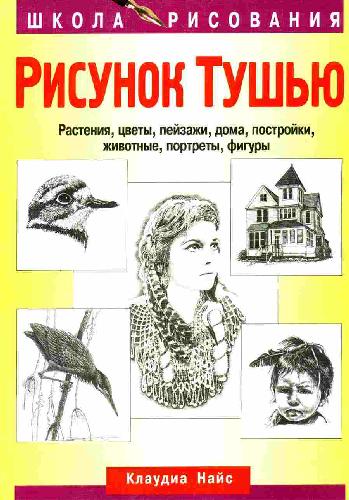 ШКОЛА РИСОВАНИЯ
РИСУНОК ТУШЬЮ
Растения, цветы, пейзажи, дома, постройки,
животные, портреты, фигуры
Клаудиа Найс